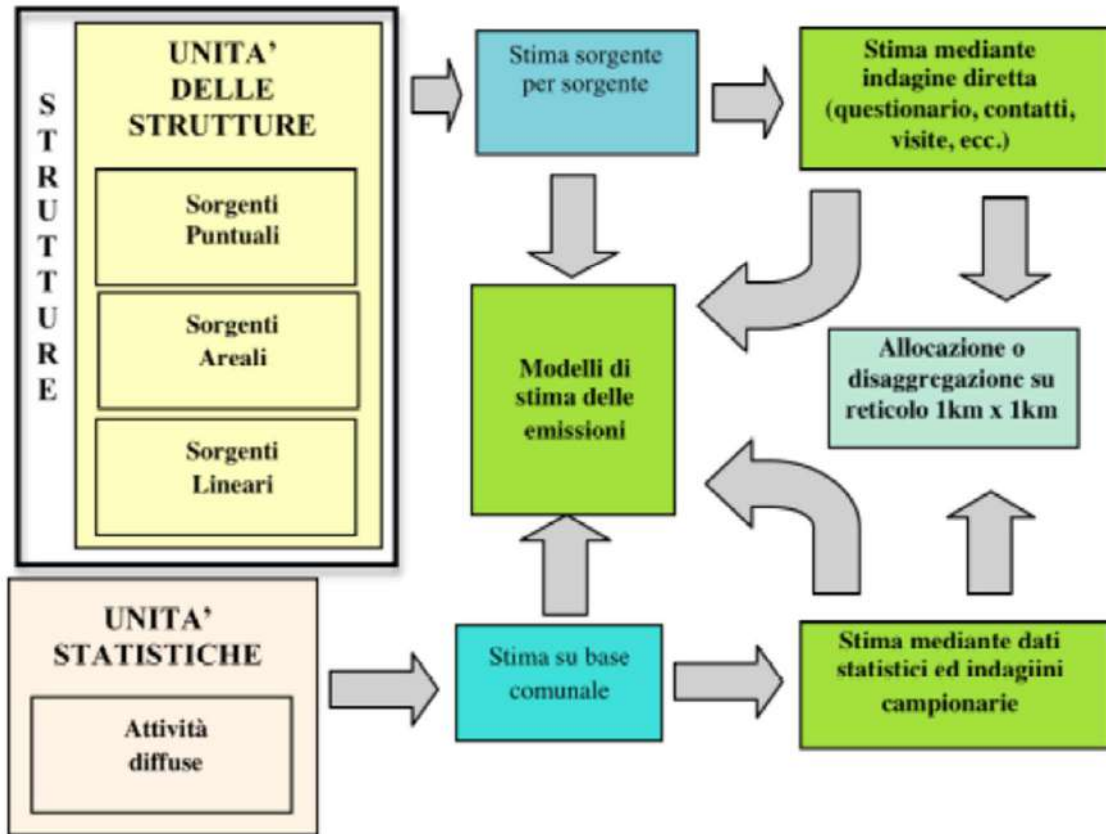 STRUTTURE
UNITA'
DELLE
STRUTTURE
Sorgenti
Puntuali
Sorgenti
Areali
Sorgenti
Lineari
Stima sorgente
per sorgente
Stima mediante
indagine diretta
(questionario, contatti,
visite, ecc.)
Modelli di
stima delle
emissioni
Allocazione o
disaggregazione su
reticolo 1km x 1km
UNITA'
STATISTICHE
Attività
diffuse
Stima su base
comunale
Stima mediante dati
statistici ed indagiini
campionarie